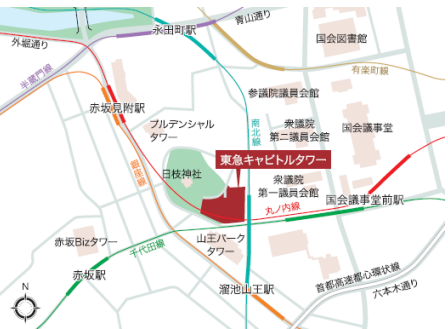 青山通り
永田町駅
外堀通り
国会図書館
半蔵門線
有楽町線
参議院議員会館
赤坂見附駅
プルデンシャル
タワー
南北線
衆議院
第二議員会館
国会議事堂
銀座線
東急キャピトルタワー
日枝神社
衆議院
第一議員会館
国会議事堂前駅
丸ノ内線
赤坂Bizタワー
千代田線
山王パーク
タワー
赤坂駅
溜池山王駅
首都高速都心環状線
六本木通り
N